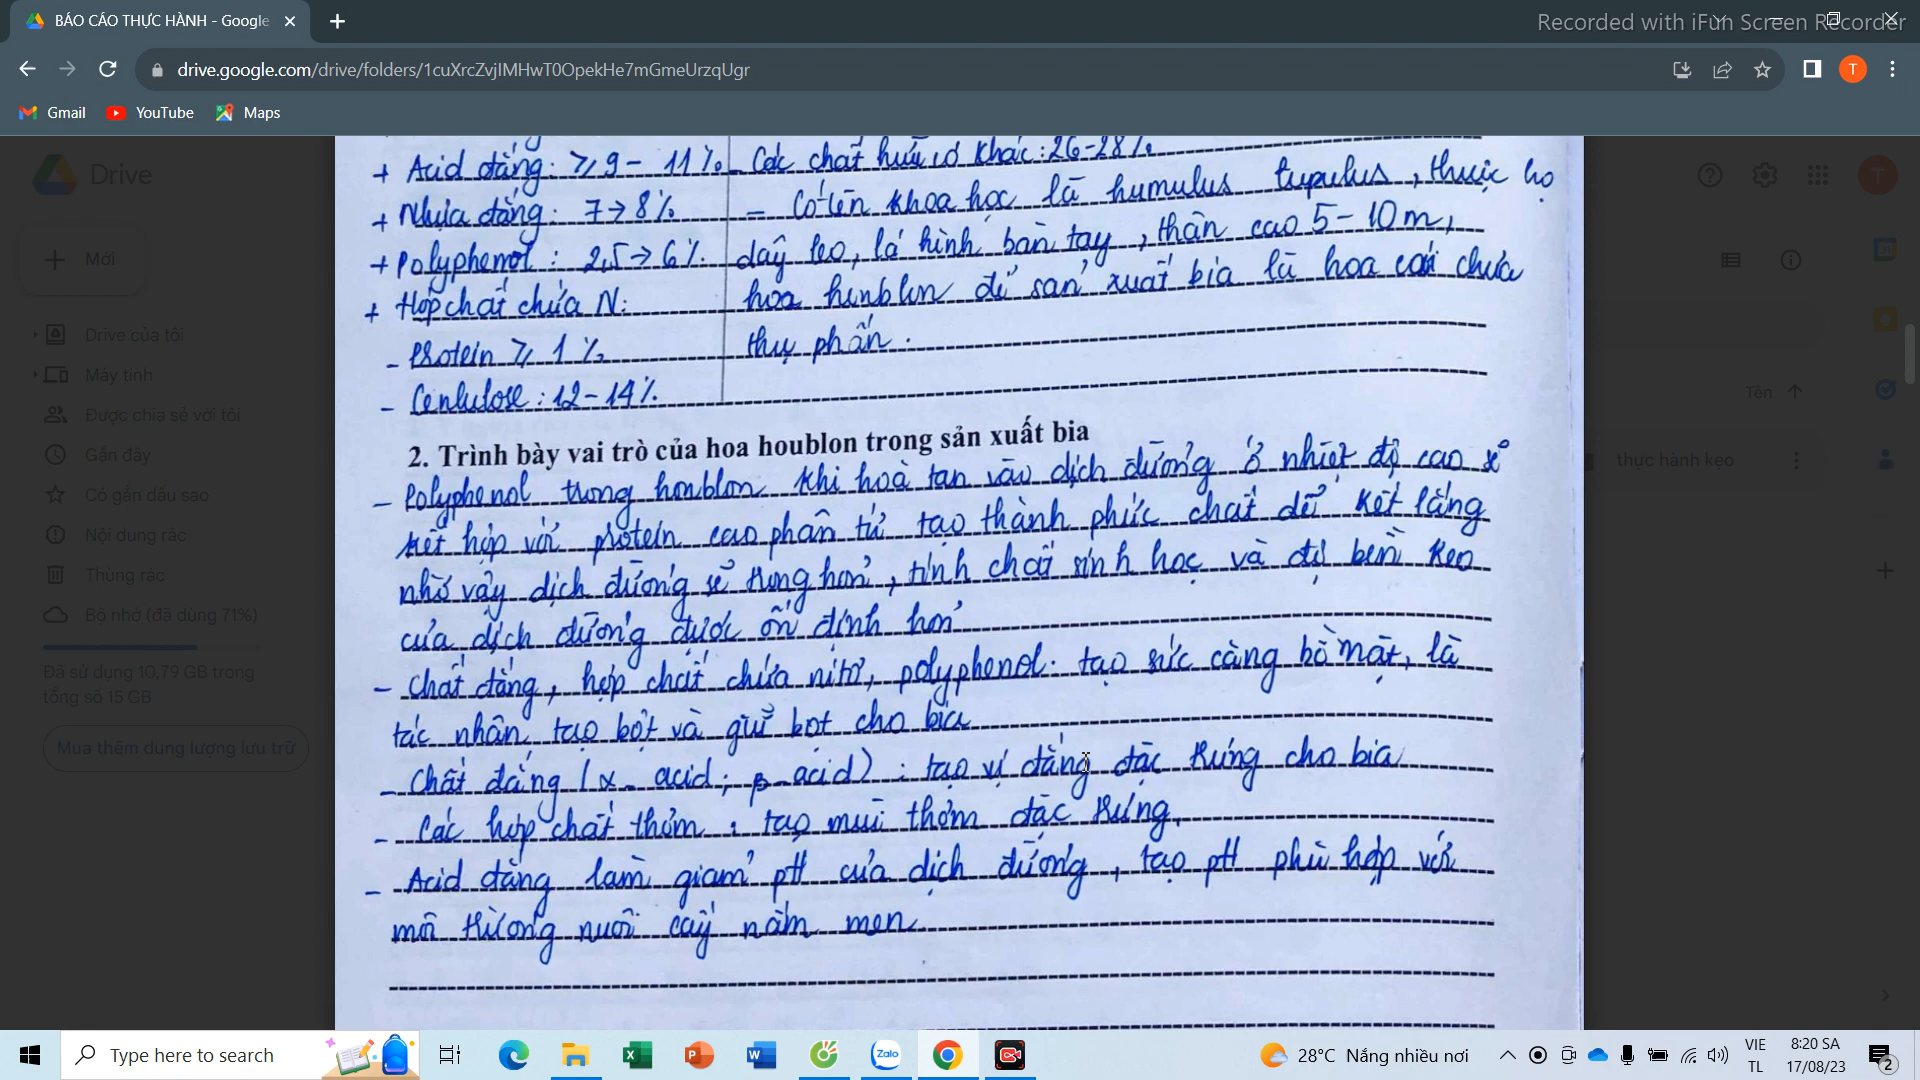 BÁO CÁO THỰC HÀNH - Google
Recorded with iFun Screen Recorder
drive.google.com/drive/folders/1cuXrcZvjIMHwT0OpekHe7mGmeUrzqUgr
T
Gmail
YouTube
Maps
Drive
T
Mới
Drive của tôi
Máy tính
Được chia sẻ với tôi
Gần đây
Có gắn dấu sao
Nội dung rác
Thùng rác
Bộ nhớ (đã dùng 71%)
Đã sử dụng 10,79 GB trong
tổng số 15 GB
Mua thêm dung lượng lưu trữ
Tên
thực hành kẹo
+ Acid đắng: ≥ 9 - 11%
+ Nhựa đắng: 7 → 8%
+ Polyphenol : 2,5 → 6%
+ Hợp chất chứa N:
- Protein ≥ 1%
- Cenlulose : 12 - 14%
- Các chất hữu cơ khác: 26-28%
- Có tên khoa học là humulus tupulus, thuộc họ
dây leo, lá hình bàn tay, thân cao 5 - 10 m,
hoa hunblon để sản xuất bia là hoa cái chưa
thụ phấn.
2. Trình bày vai trò của hoa houblon trong sản xuất bia
- Polyphenol trong honblon khi hoà tan vào dịch đường ở nhiệt độ cao sẽ
kết hợp với protein cao phân tử tạo thành phức chất dễ kết lắng
nhờ vậy dịch đường sẽ trong hơn, tính chất sinh học và độ bền keo
của dịch đường được ổn định hơn
- Chất đắng, hợp chất chứa nitơ, polyphenol: tạo sức căng bề mặt, là
tác nhân tạo bọt và giữ bọt cho bia
- Chất đắng (α - acid; β - acid) : tạo vị đắng đặc trưng cho bia
- Các hợp chất thơm : tạo mùi thơm đặc trưng.
- Acid đắng làm giảm pH của dịch đường, tạo pH phù hợp với
môi trường nuôi cấy nấm men
Type here to search
Zalo
28°C Nắng nhiều nơi
VIE
TL
8:20 SA
17/08/23
2